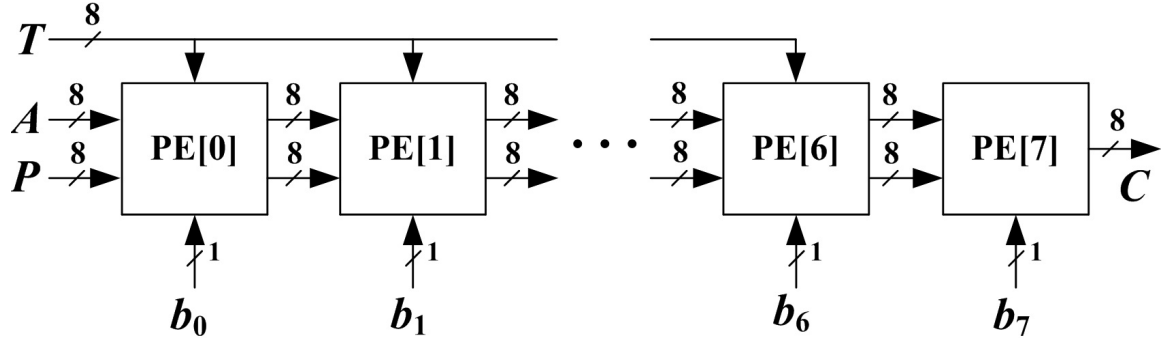 T 8
8 8 8 8 8 8
A PE[0] PE[1] • • • PE[6] PE[7]
8 8 8 8 8
P C
1 1 1 1
b0 b1 b6 b7